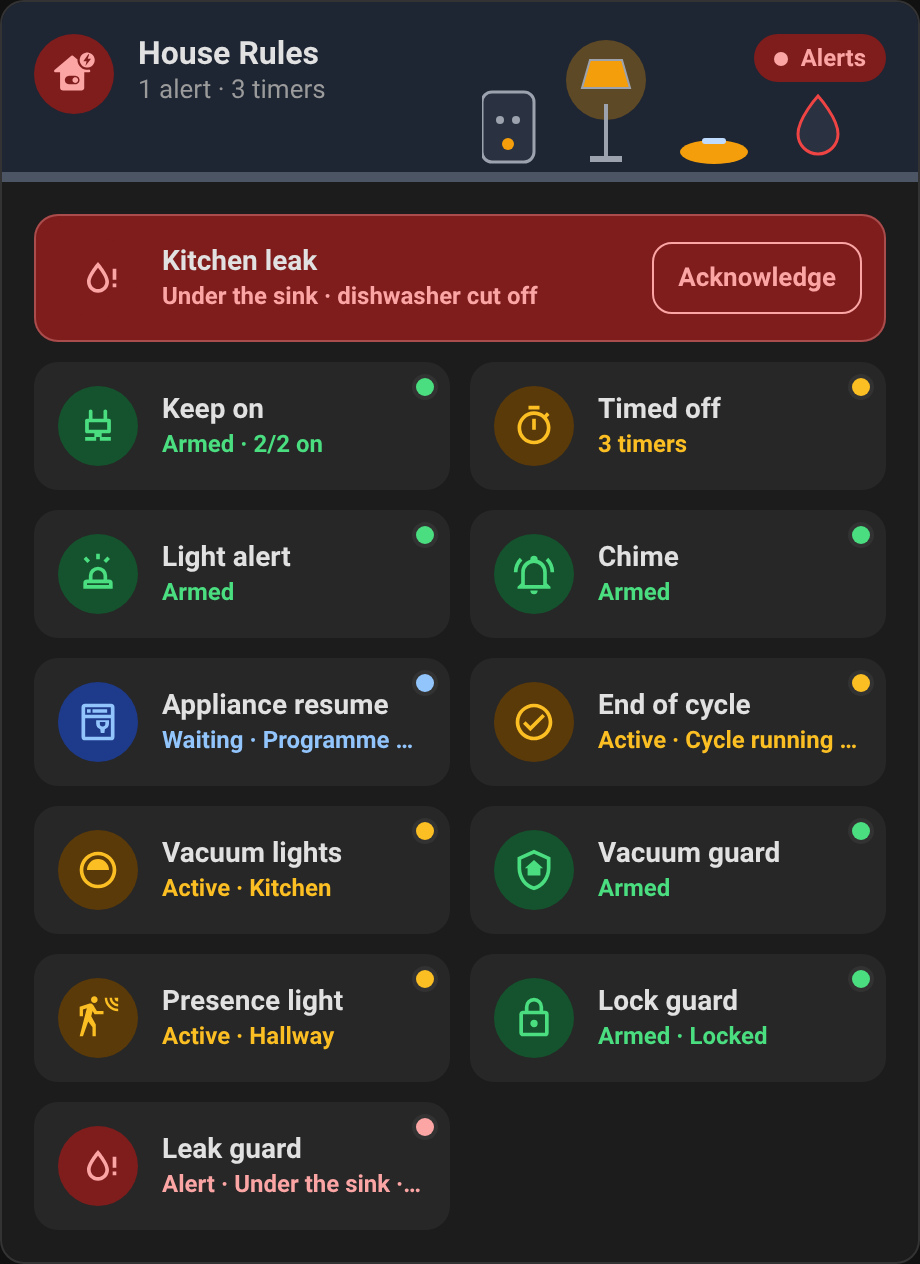 House Rules
1 alert · 3 timers
Alerts
Kitchen leak
Under the sink · dishwasher cut off
Acknowledge
Keep on
Armed · 2/2 on
Timed off
3 timers
Light alert
Armed
Chime
Armed
Appliance resume
Waiting · Programme ...
End of cycle
Active · Cycle running ...
Vacuum lights
Active · Kitchen
Vacuum guard
Armed
Presence light
Active · Hallway
Lock guard
Armed · Locked
Leak guard
Alert · Under the sink ·...